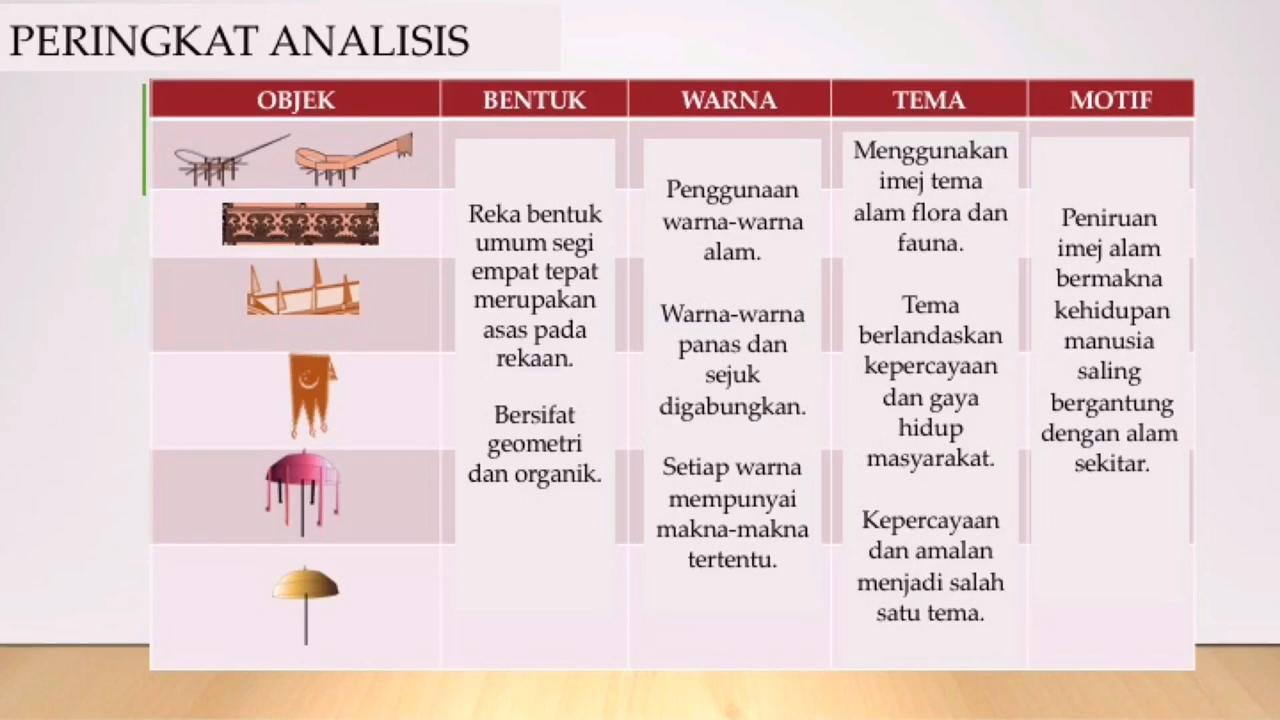 PERINGKAT ANALISIS
OBJEK
BENTUK
WARNA
TEMA
MOTIF
Reka bentuk
umum segi
empat tepat
merupakan
asas pada
rekaan.
Bersifat
geometri
dan organik.
Penggunaan
warna-warna
alam.
Warna-warna
panas dan
sejuk
digabungkan.
Setiap warna
mempunyai
makna-makna
tertentu.
Menggunakan
imej tema
alam flora dan
fauna.
Tema
berlandaskan
kepercayaan
dan gaya
hidup
masyarakat.
Kepercayaan
dan amalan
menjadi salah
satu tema.
Peniruan
imej alam
bermakna
kehidupan
manusia
saling
bergantung
dengan alam
sekitar.